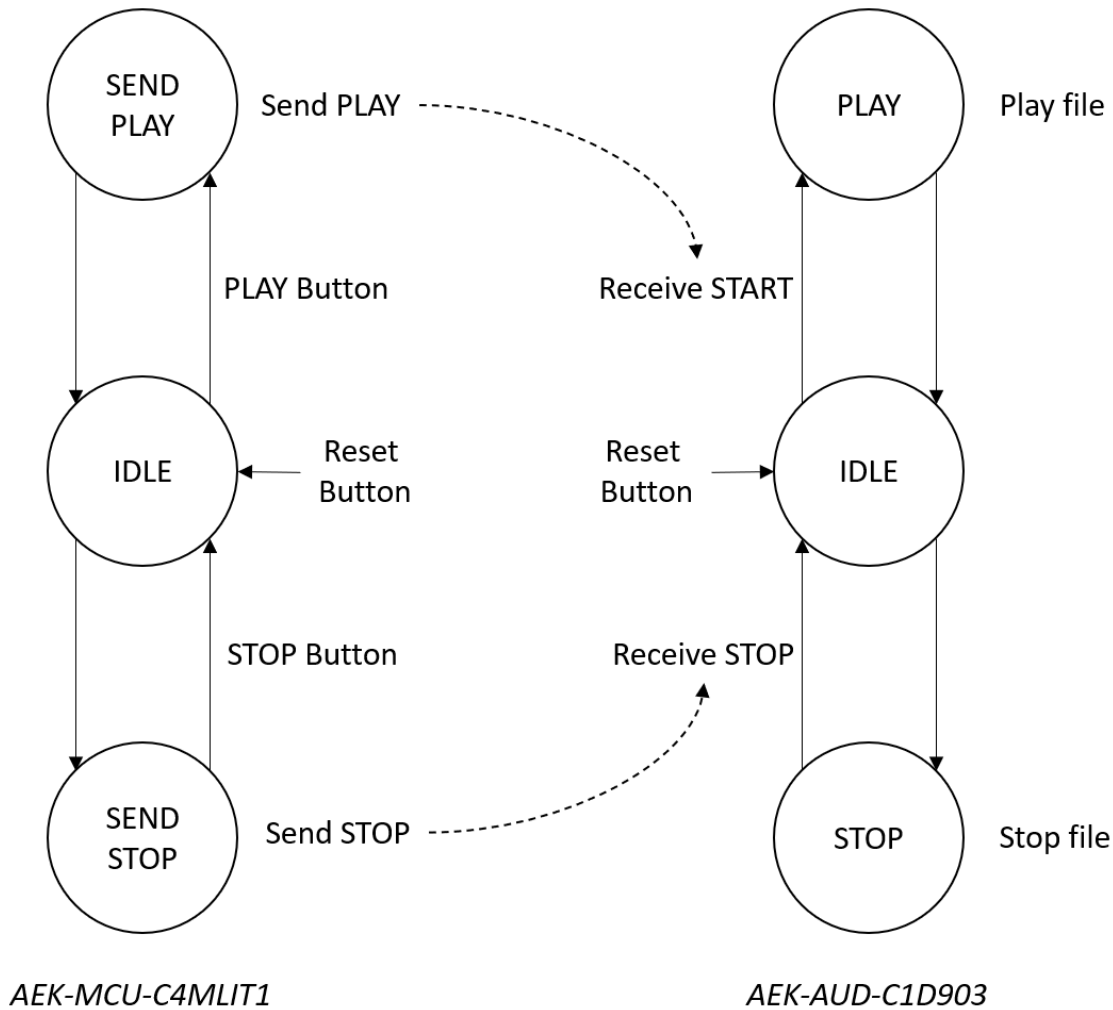 SEND
PLAY
Send PLAY
PLAY
Play file
PLAY Button
Receive START
IDLE
Reset
Button
Reset
Button
IDLE
STOP Button
Receive STOP
SEND
STOP
Send STOP
STOP
Stop file
AEK-MCU-C4MLIT1
AEK-AUD-C1D903